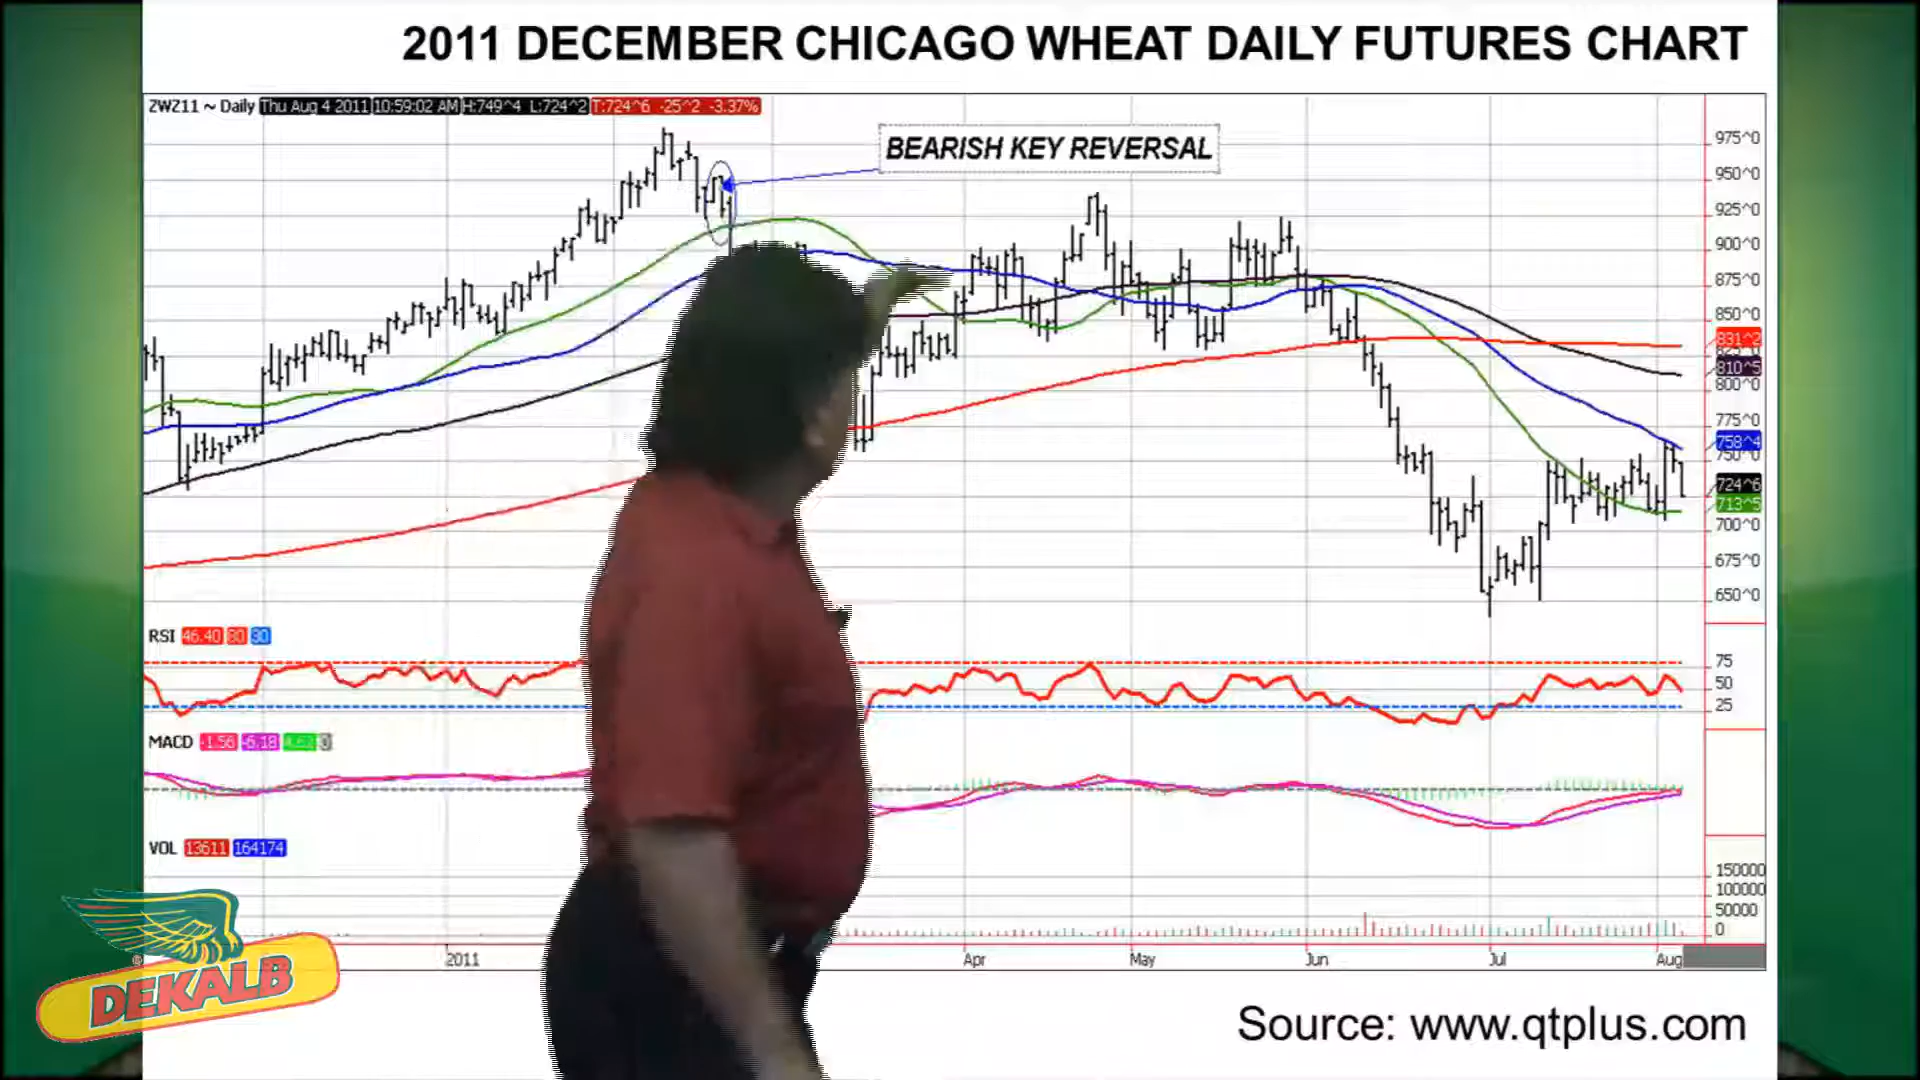 2011 DECEMBER CHICAGO WHEAT DAILY FUTURES CHART
ZWZ11 ~ Daily Thu Aug 4 2011 10:59:02 AM H:749^4 L:724^2 T:724^6 -25^2 -3.37%
BEARISH KEY REVERSAL
975^0
950^0
925^0
900^0
875^0
850^0
831^2
825^0
810^5
800^0
775^0
758^4
750^0
724^6
713^5
700^0
675^0
650^0
RSI 46.40 80 30
75
50
25
MACD -1.56 -6.18 4.62 0
VOL 13611 164174
150000
100000
50000
0
2011 Apr May Jun Jul Aug
DEKALB
®
Source: www.qtplus.com